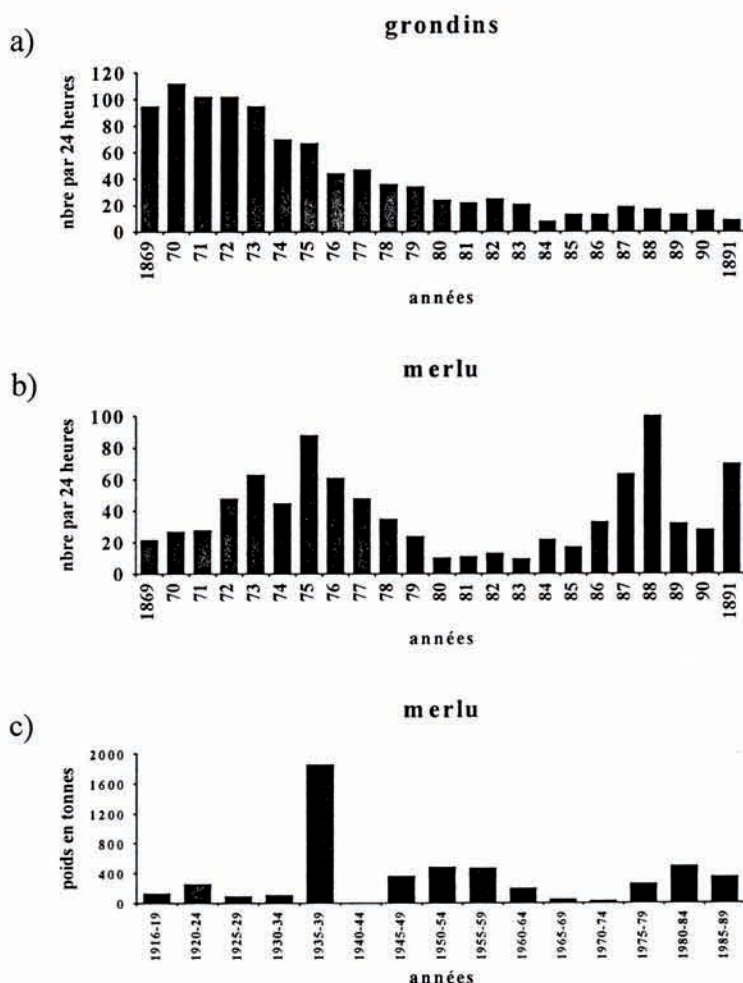 grondins
a)
nbre par 24 heures
120
100
80
60
40
20
0
1869 70 71 72 73 74 75 76 77 78 79 80 81 82 83 84 85 86 87 88 89 90 1891
années
merlu
b)
nbre par 24 heures
100
80
60
40
20
0
1869 70 71 72 73 74 75 76 77 78 79 80 81 82 83 84 85 86 87 88 89 90 1891
années
merlu
c)
poids en tonnes
2000
1600
1200
800
400
0
1916-19 1920-24 1925-29 1930-34 1935-39 1940-44 1945-49 1950-54 1955-59 1960-64 1965-69 1970-74 1975-79 1980-84 1985-89
années